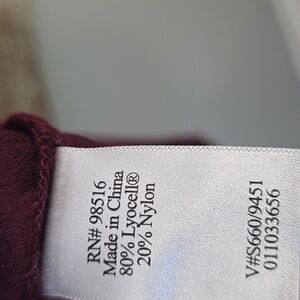 RN# 98516
Made in China
80% Lyocell®
20% Nylon
V#S660/9451
011033656